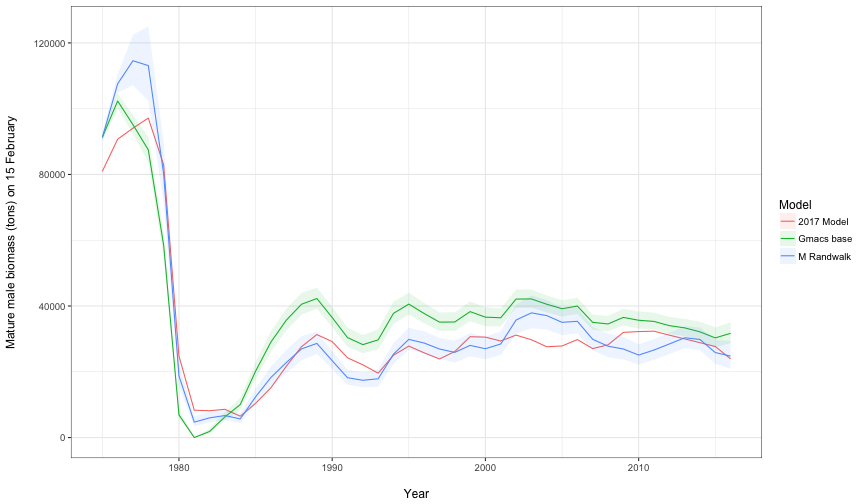 Mature male biomass (tons) on 15 February
120000
80000
40000
0
1980 1990 2000 2010
Year
Model
2017 Model
Gmacs base
M Randwalk